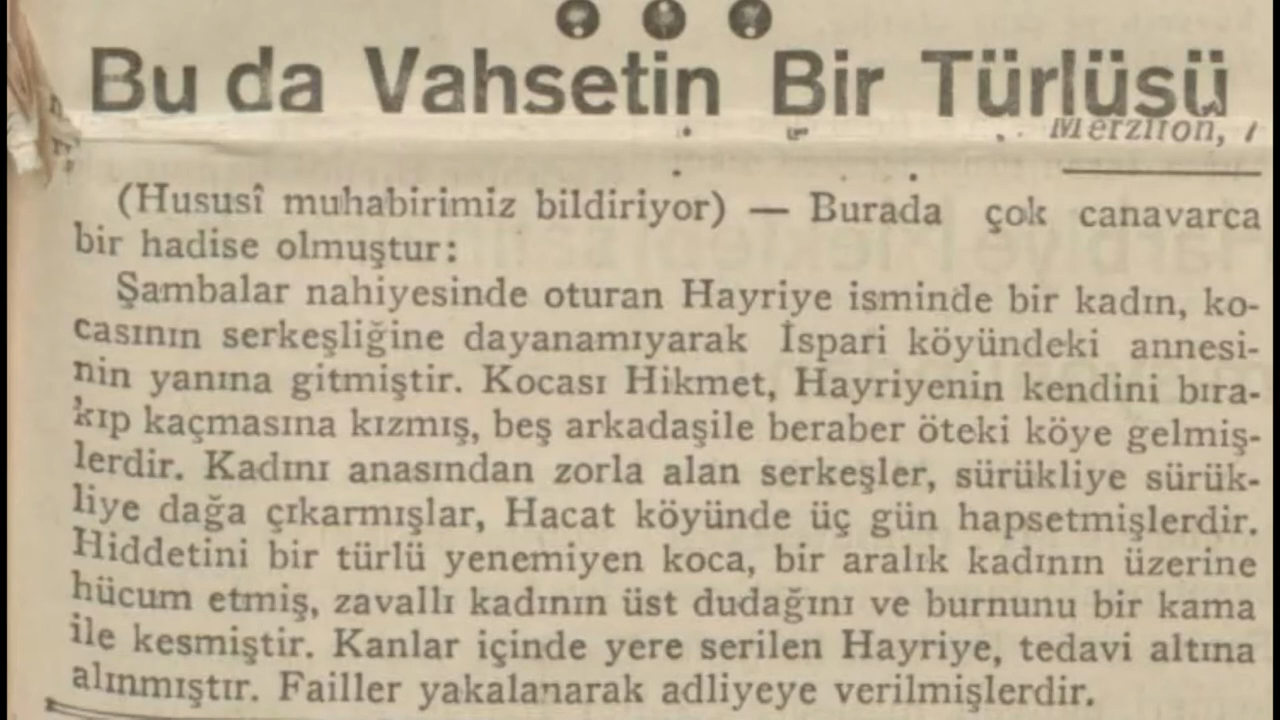 Bu da Vahsetin Bir Türlüsü
Merzifon, 7
(Hususî muhabirimiz bildiriyor) — Burada çok canavarca
bir hadise olmuştur:
Şambalar nahiyesinde oturan Hayriye isminde bir kadın, ko-
casının serkeşliğine dayanamıyarak İspari köyündeki annesi-
nin yanına gitmiştir. Kocası Hikmet, Hayriyenin kendini bıra-
kıp kaçmasına kızmış, beş arkadaşile beraber öteki köye gelmiş-
lerdir. Kadını anasından zorla alan serkeşler, sürükliye sürük-
liye dağa çıkarmışlar, Hacat köyünde üç gün hapsetmişlerdir.
Hiddetini bir türlü yenemiyen koca, bir aralık kadının üzerine
hücum etmiş, zavallı kadının üst dudağını ve burnunu bir kama
ile kesmiştir. Kanlar içinde yere serilen Hayriye, tedavi altına
alınmıştır. Failler yakalanarak adliyeye verilmişlerdir.